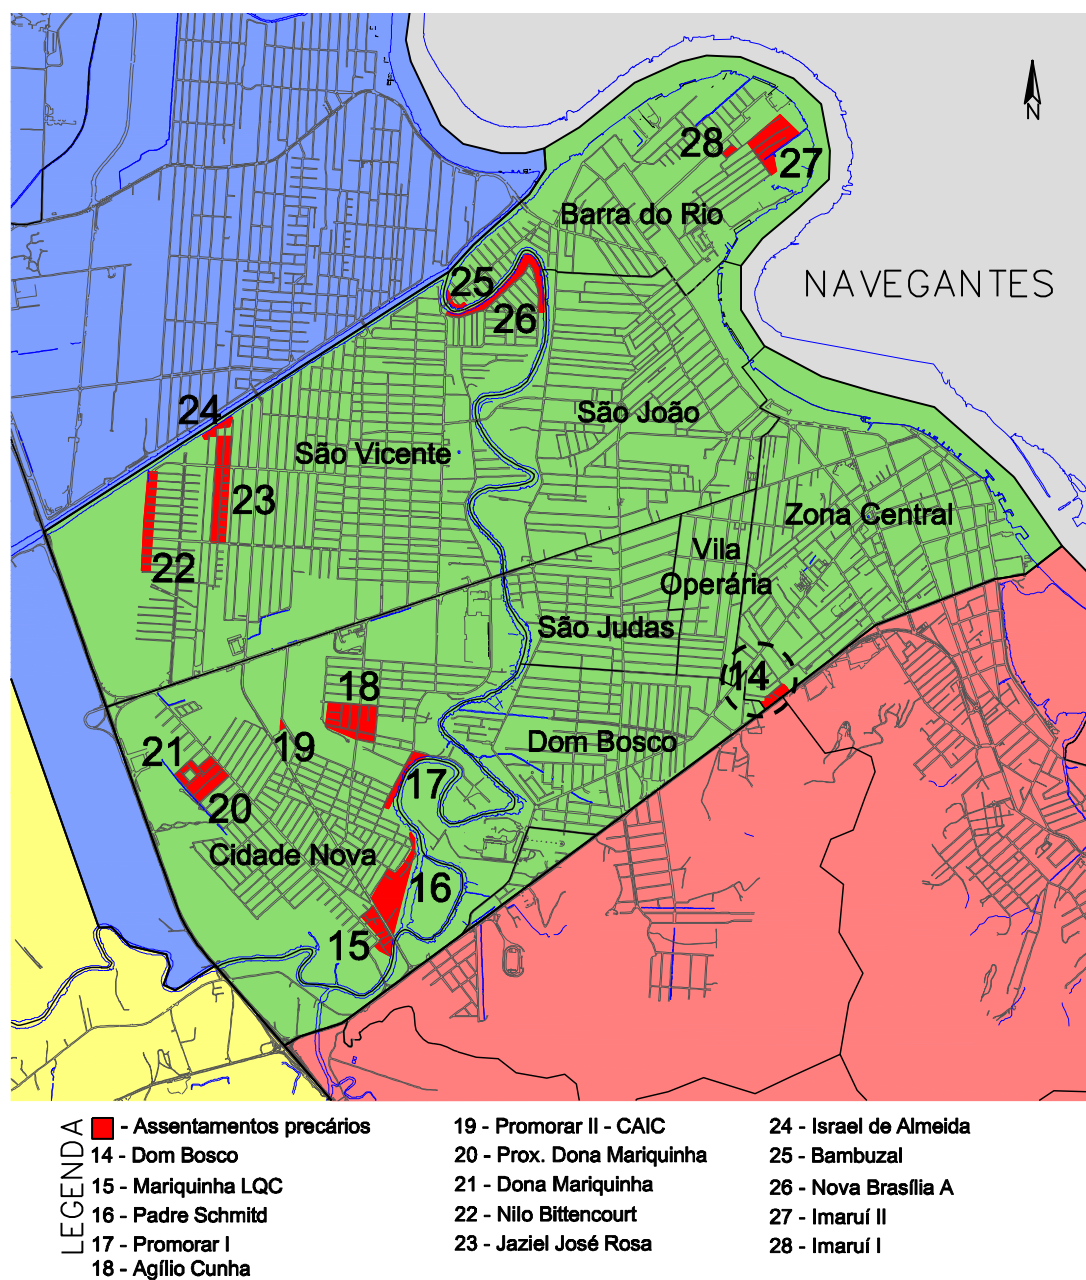 N
28
27
Barra do Rio
NAVEGANTES
25
26
24
São João
São Vicente
23
Zona Central
22
Vila
Operária
São Judas
14
18
19
Dom Bosco
21
17
20
Cidade Nova
16
15
LEGENDA
- Assentamentos precários
14 - Dom Bosco
15 - Mariquinha LQC
16 - Padre Schmitd
17 - Promorar I
18 - Agílio Cunha
19 - Promorar II - CAIC
20 - Prox. Dona Mariquinha
21 - Dona Mariquinha
22 - Nilo Bittencourt
23 - Jaziel José Rosa
24 - Israel de Almeida
25 - Bambuzal
26 - Nova Brasília A
27 - Imaruí II
28 - Imaruí I